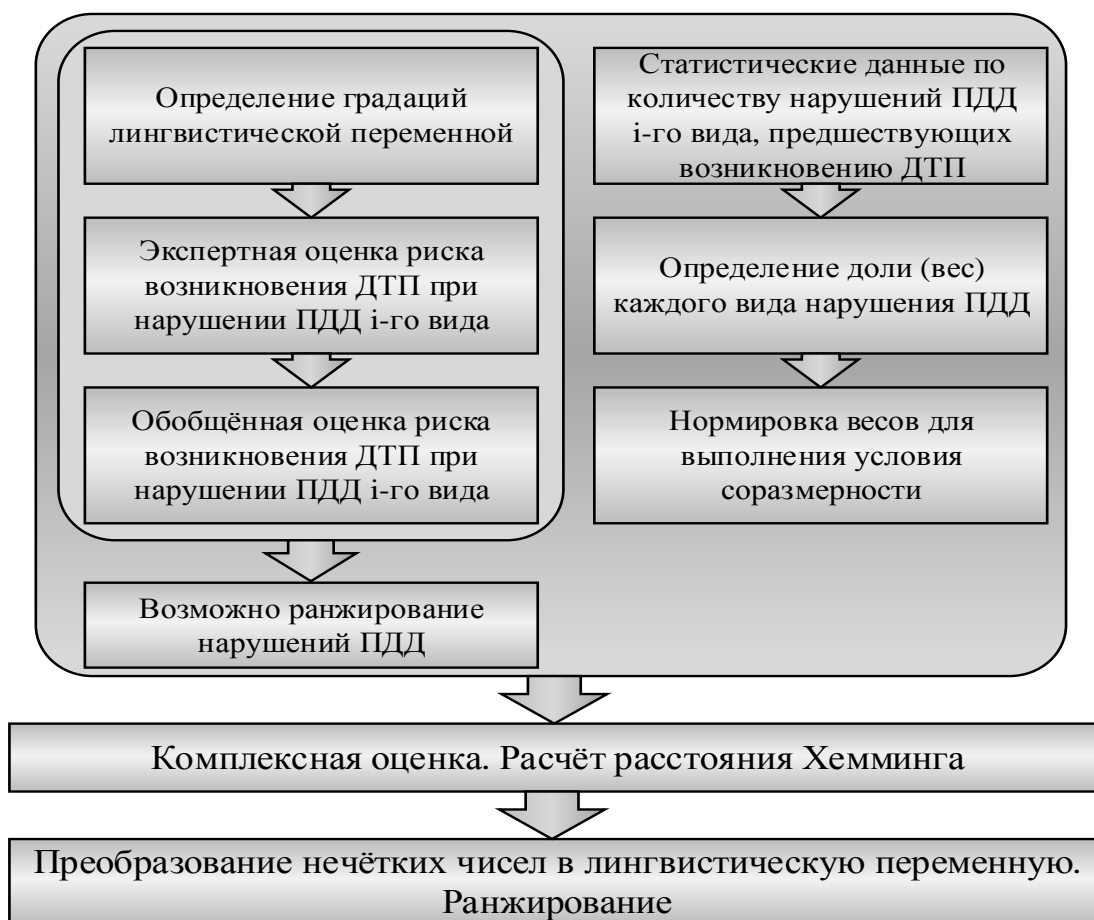 Определение градаций
лингвистической переменной
Экспертная оценка риска
возникновения ДТП при
нарушении ПДД i-го вида
Обобщённая оценка риска
возникновения ДТП при
нарушении ПДД i-го вида
Возможно ранжирование
нарушений ПДД
Статистические данные по
количеству нарушений ПДД
i-го вида, предшествующих
возникновению ДТП
Определение доли (вес)
каждого вида нарушения ПДД
Нормировка весов для
выполнения условия
соразмерности
Комплексная оценка. Расчёт расстояния Хемминга
Преобразование нечётких чисел в лингвистическую переменную.
Ранжирование